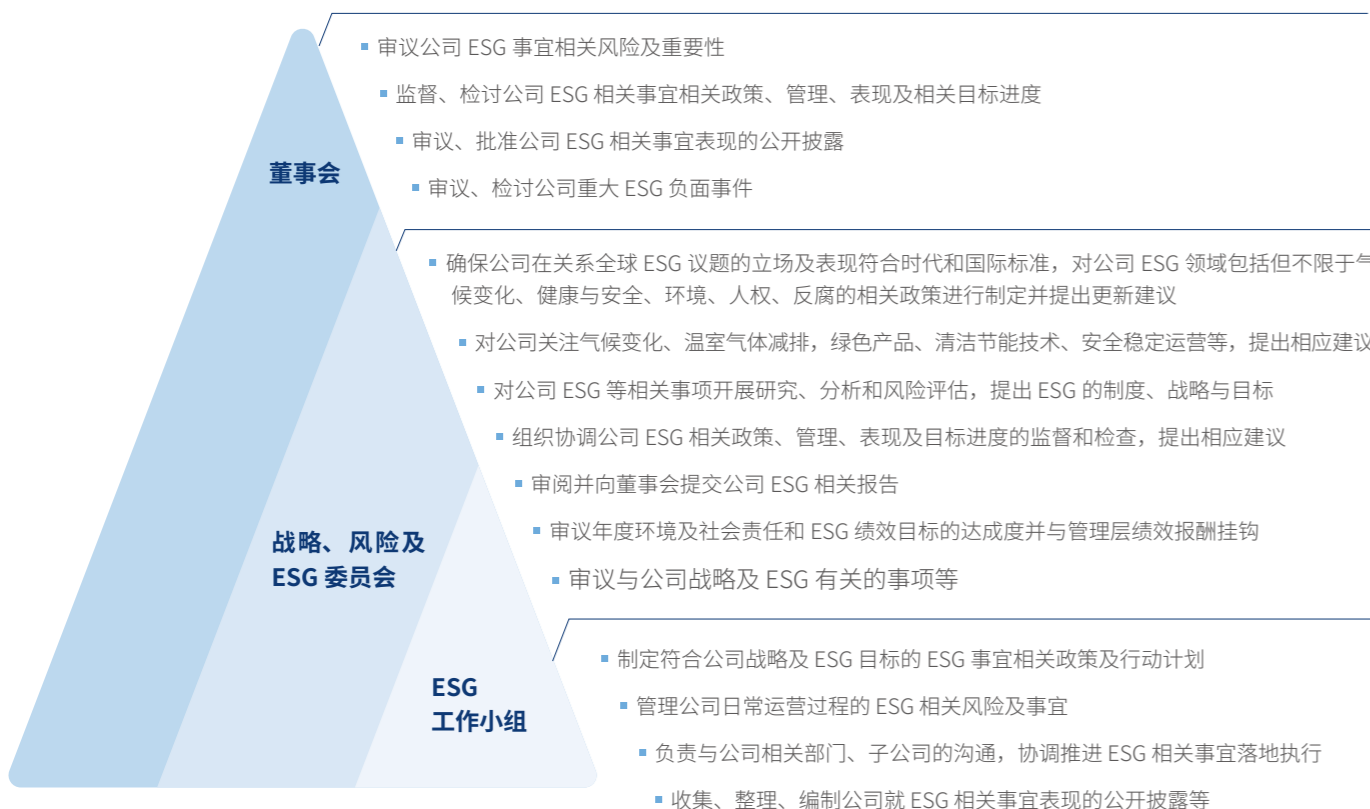 董事会
审议公司 ESG 事宜相关风险及重要性
监督、检讨公司 ESG 相关事宜相关政策、管理、表现及相关目标进度
审议、批准公司 ESG 相关事宜表现的公开披露
审议、检讨公司重大 ESG 负面事件
战略、风险及
ESG 委员会
确保公司在关系全球 ESG 议题的立场及表现符合时代和国际标准，对公司 ESG 领域包括但不限于气
候变化、健康与安全、环境、人权、反腐的相关政策进行制定并提出更新建议
对公司关注气候变化、温室气体减排，绿色产品、清洁节能技术、安全稳定运营等，提出相应建议
对公司 ESG 等相关事项开展研究、分析和风险评估，提出 ESG 的制度、战略与目标
组织协调公司 ESG 相关政策、管理、表现及目标进度的监督和检查，提出相应建议
审阅并向董事会提交公司 ESG 相关报告
审议年度环境及社会责任和 ESG 绩效目标的达成度并与管理层绩效报酬挂钩
审议与公司战略及 ESG 有关的事项等
ESG
工作小组
制定符合公司战略及 ESG 目标的 ESG 事宜相关政策及行动计划
管理公司日常运营过程的 ESG 相关风险及事宜
负责与公司相关部门、子公司的沟通，协调推进 ESG 相关事宜落地执行
收集、整理、编制公司就 ESG 相关事宜表现的公开披露等